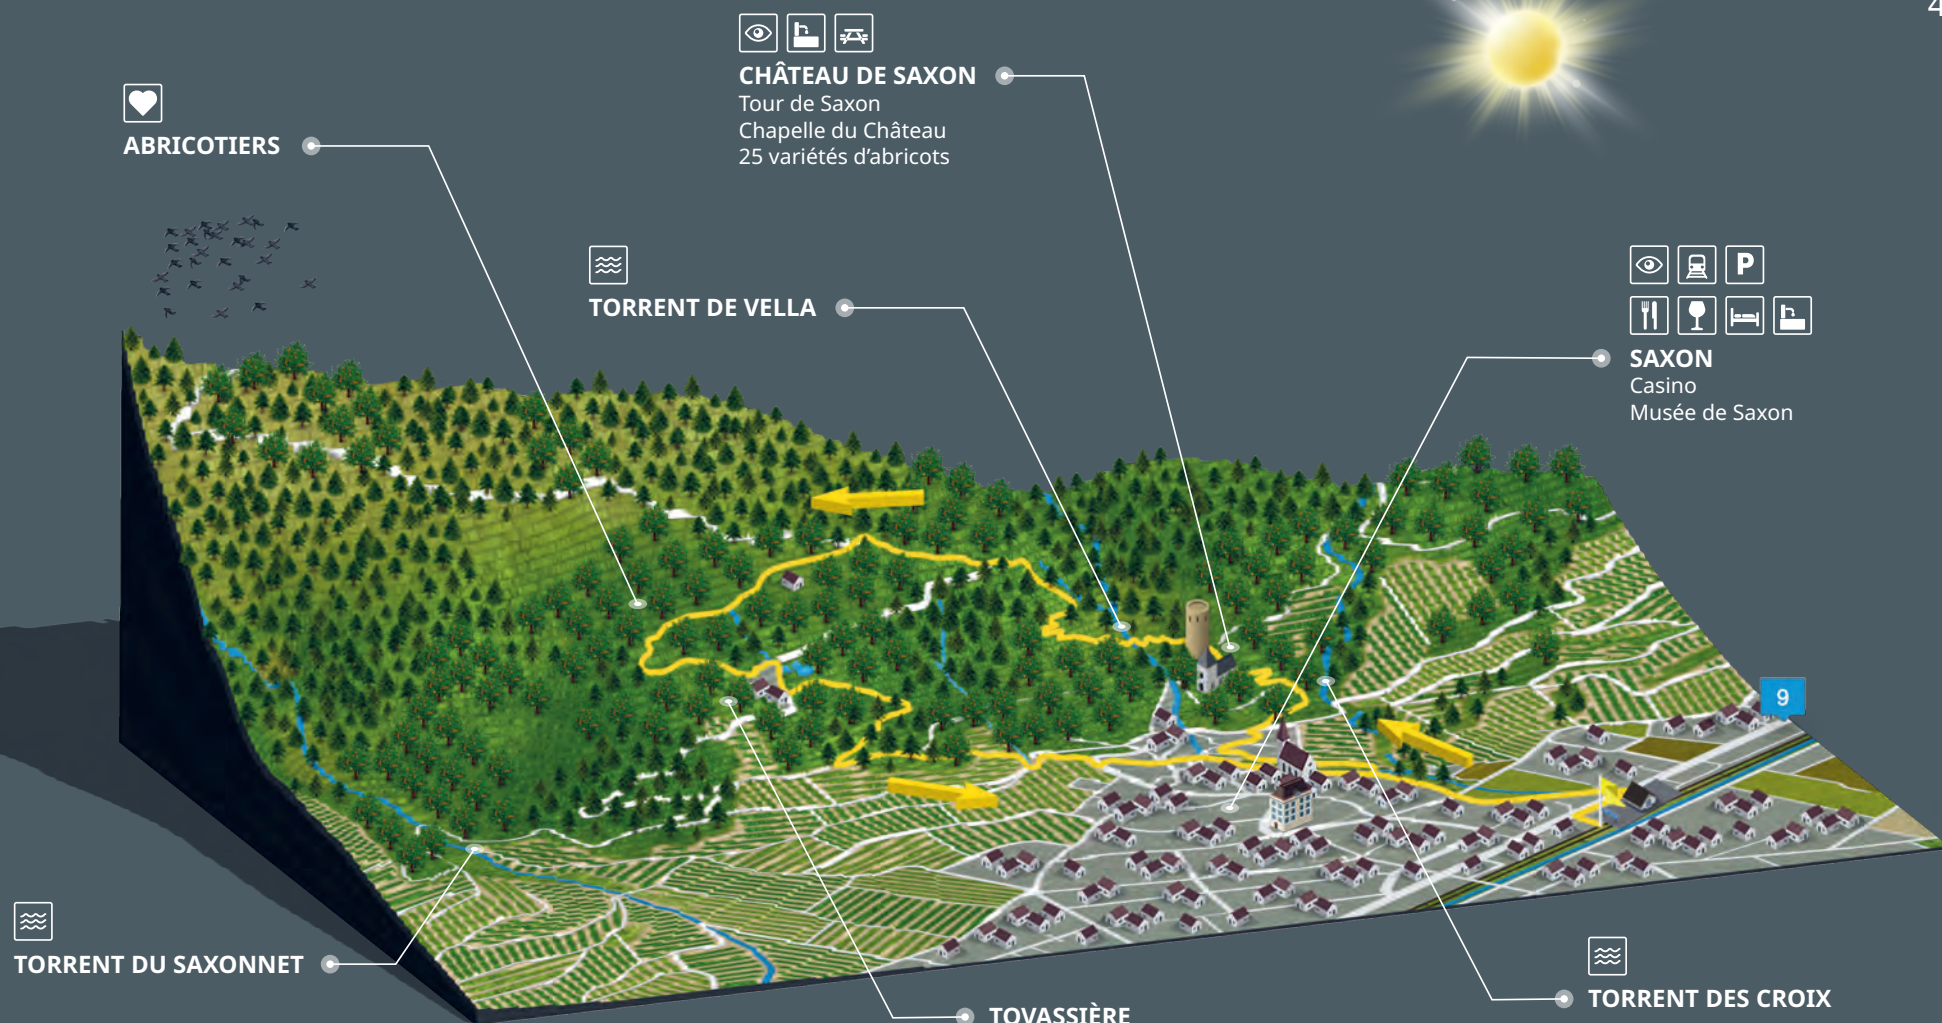 4
CHÂTEAU DE SAXON
Tour de Saxon
Chapelle du Château
25 variétés d’abricots
ABRICOTIERS
TORRENT DE VELLA
P
SAXON
Casino
Musée de Saxon
9
TORRENT DU SAXONNET
TOVASSIÈRE
TORRENT DES CROIX